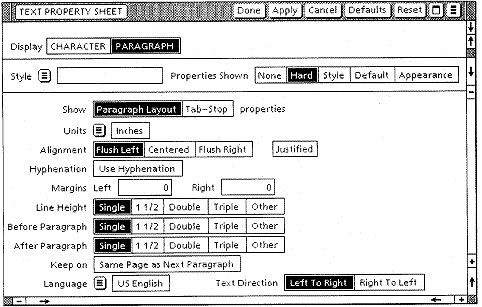 TEXT PROPERTY SHEET Done Apply Cancel Defaults Reset
Display CHARACTER PARAGRAPH
Style Properties Shown None Hard Style Default Appearance
Show Paragraph Layout Tab-Stop properties
Units Inches
Alignment Flush Left Centered Flush Right Justified
Hyphenation Use Hyphenation
Margins Left 0 Right 0
Line Height Single 1 1/2 Double Triple Other
Before Paragraph Single 1 1/2 Double Triple Other
After Paragraph Single 1 1/2 Double Triple Other
Keep on Same Page as Next Paragraph
Language US English Text Direction Left To Right Right To Left